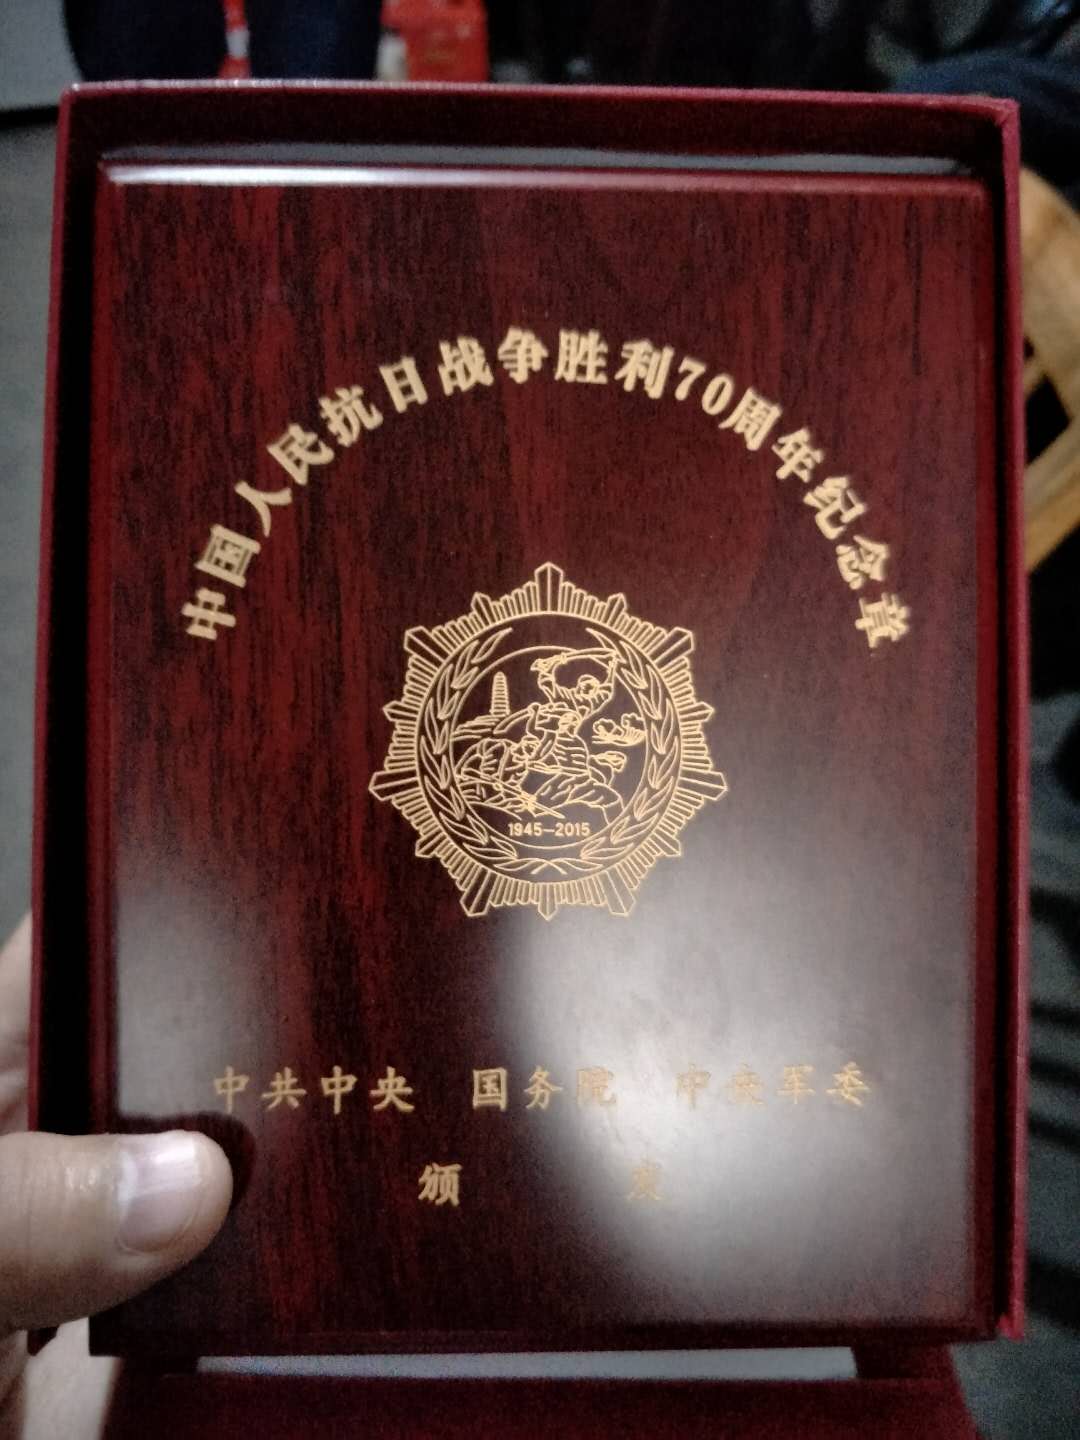 中国人民抗日战争胜利70周年纪念章
1945-2015
中共中央 国务院 中央军委
颁 发